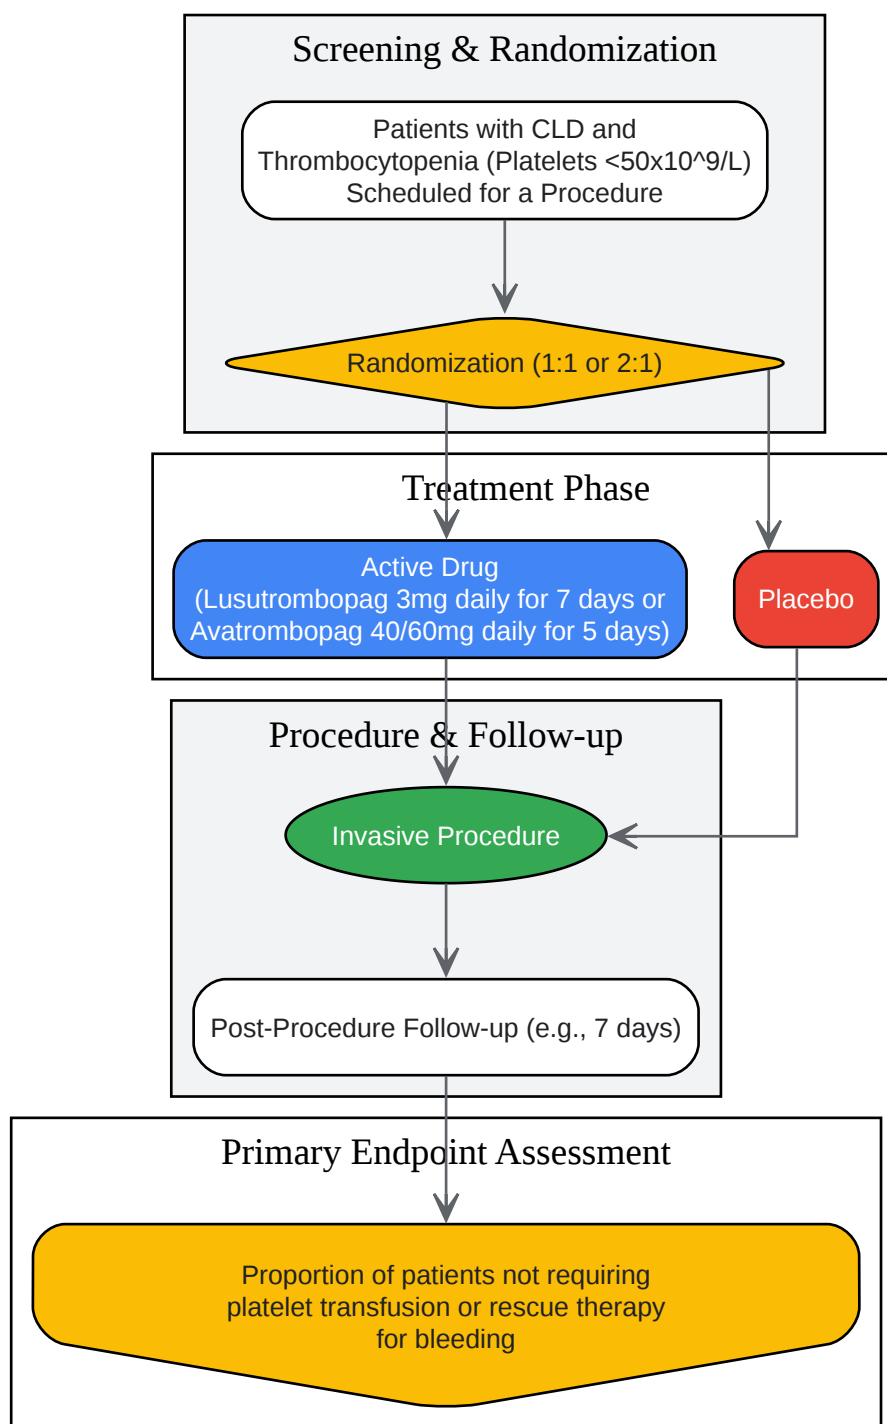 Screening & Randomization
Patients with CLD and
Thrombocytopenia (Platelets <50x10^9/L)
Scheduled for a Procedure
Randomization (1:1 or 2:1)
Treatment Phase
Active Drug
(Lusutrombopag 3mg daily for 7 days or
Avatrombopag 40/60mg daily for 5 days)
Placebo
Procedure & Follow-up
Invasive Procedure
Post-Procedure Follow-up (e.g., 7 days)
Primary Endpoint Assessment
Proportion of patients not requiring
platelet transfusion or rescue therapy
for bleeding